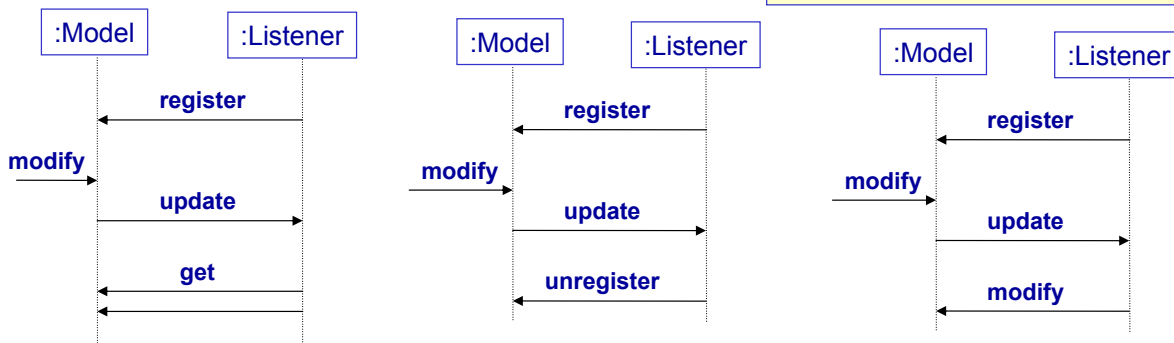 :Model
:Listener
register
modify
update
get
:Model
:Listener
register
modify
update
unregister
:Model
:Listener
register
modify
update
modify